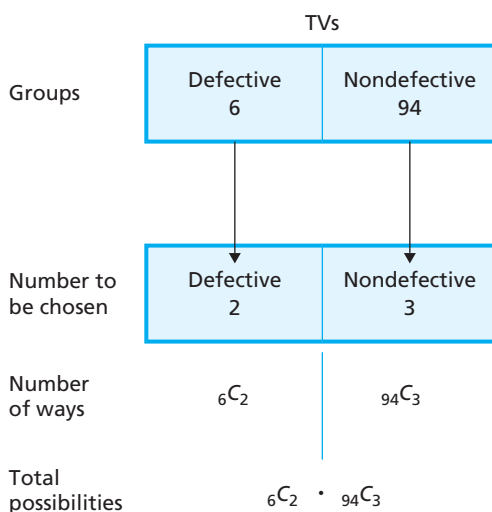 TVs
Groups
Defective
6
Nondefective
94
Number to
be chosen
Defective
2
Nondefective
3
Number
of ways
₆C₂
₉₄C₃
Total
possibilities
₆C₂ · ₉₄C₃